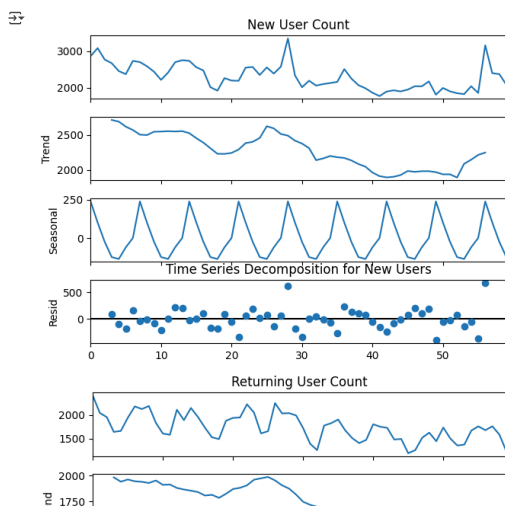 New User Count
3000
2000
Trend
2500
2000
Seasonal
250
0
Time Series Decomposition for New Users
Resid
500
0
0 10 20 30 40 50
Returning User Count
2000
1500
2000
1750
nd